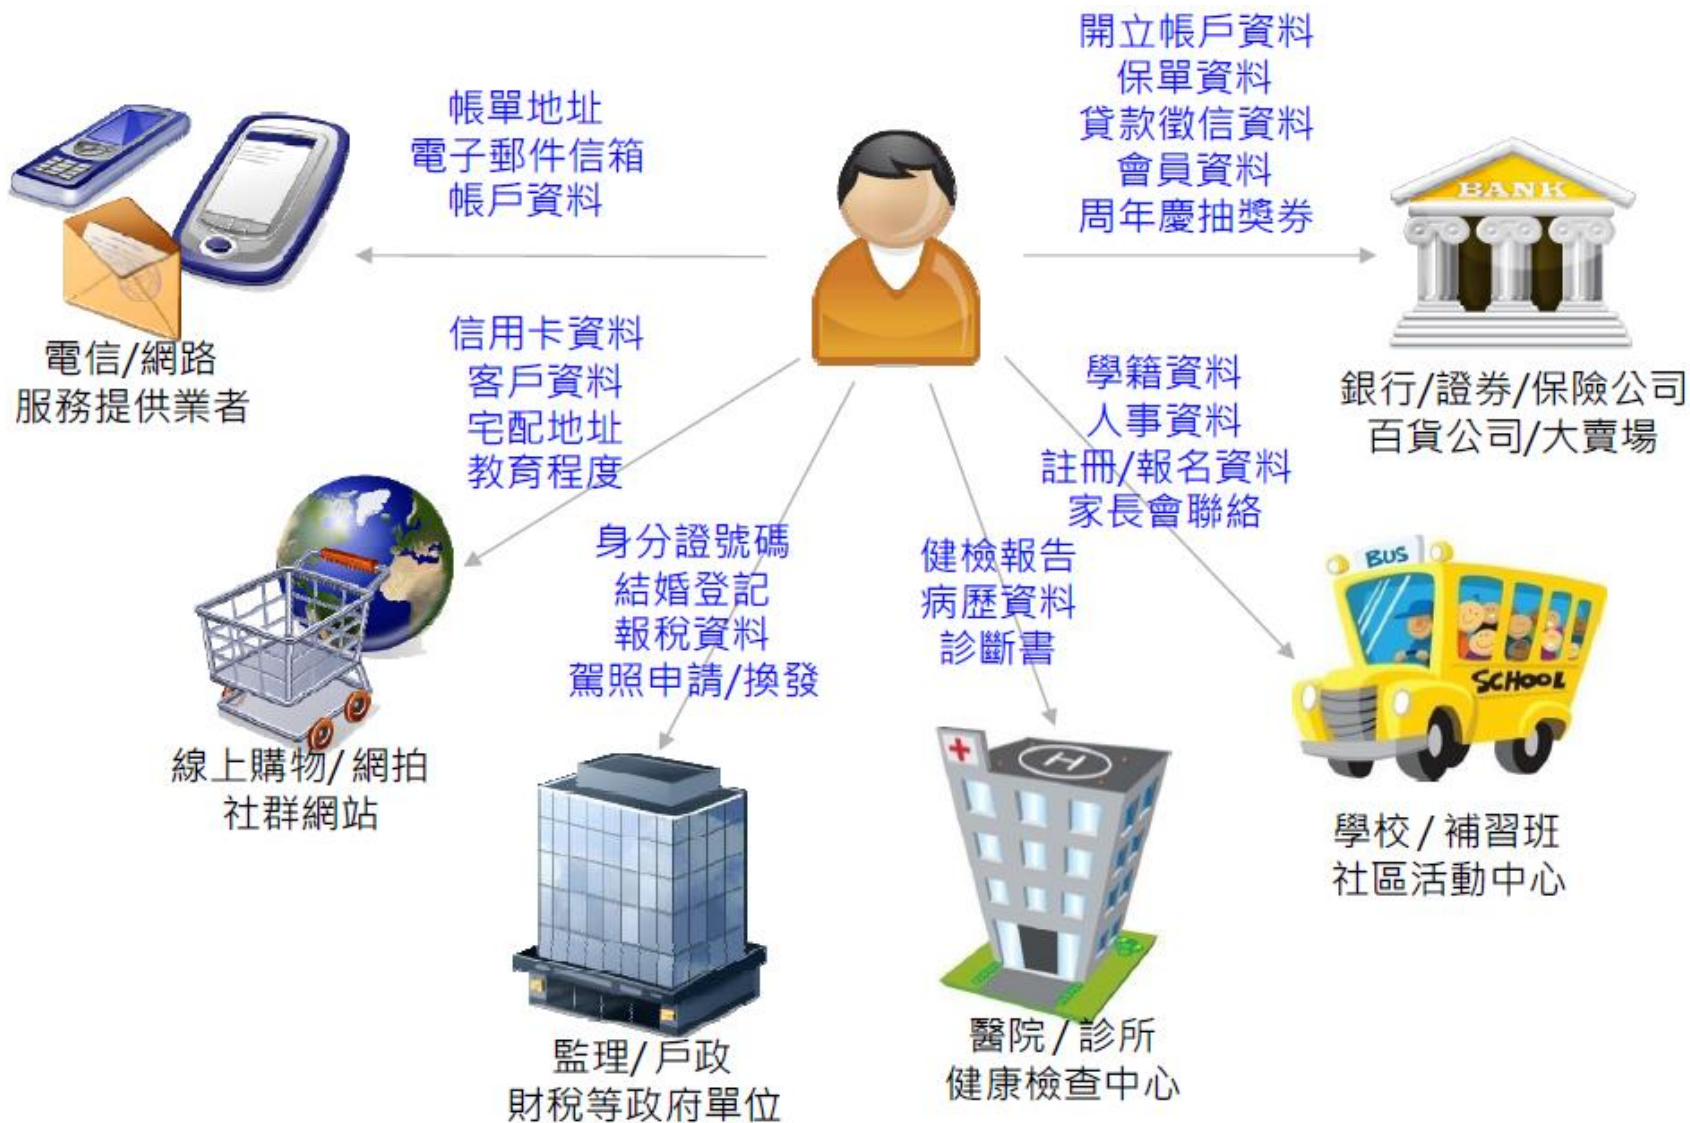 開立帳戶資料
保單資料
貸款徵信資料
會員資料
周年慶抽獎券
帳單地址
電子郵件信箱
帳戶資料
BANK
電信/網路
服務提供業者
信用卡資料
客戶資料
宅配地址
教育程度
學籍資料
人事資料
註冊/報名資料
家長會聯絡
銀行/證券/保險公司
百貨公司/大賣場
身分證號碼
結婚登記
報稅資料
駕照申請/換發
健檢報告
病歷資料
診斷書
BUS
SCHOOL
線上購物/網拍
社群網站
H
學校/補習班
社區活動中心
監理/戶政
財稅等政府單位
醫院/診所
健康檢查中心